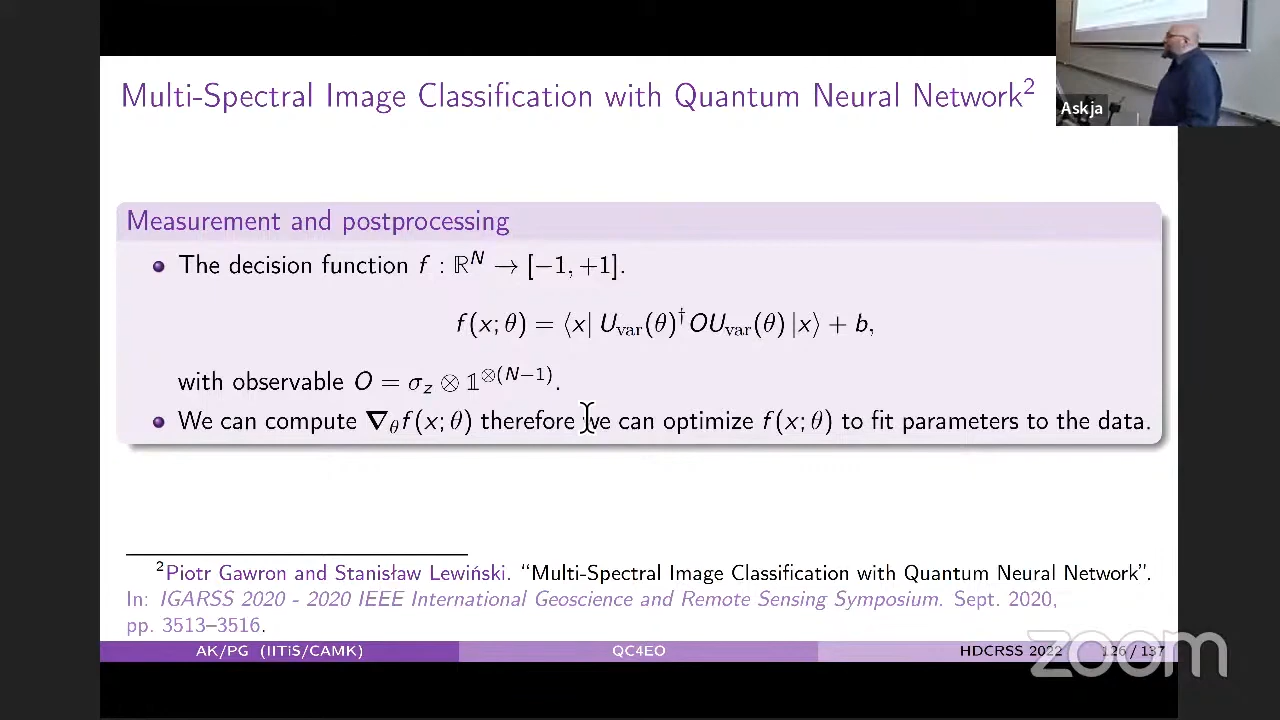 Multi-Spectral Image Classification with Quantum Neural Network²
Askja
Measurement and postprocessing
The decision function f : ℝᴺ → [−1, +1].
f(x; θ) = ⟨x| U_var(θ)†OU_var(θ) |x⟩ + b,
with observable O = σ_z ⊗ 𝟙^⊗(N−1).
We can compute ∇_θ f(x; θ) therefore we can optimize f(x; θ) to fit parameters to the data.
²Piotr Gawron and Stanisław Lewiński. “Multi-Spectral Image Classification with Quantum Neural Network”.
In: IGARSS 2020 - 2020 IEEE International Geoscience and Remote Sensing Symposium. Sept. 2020,
pp. 3513–3516.
AK/PG (IITiS/CAMK) QC4EO HDCRSS 2022 126 / 137
zoom